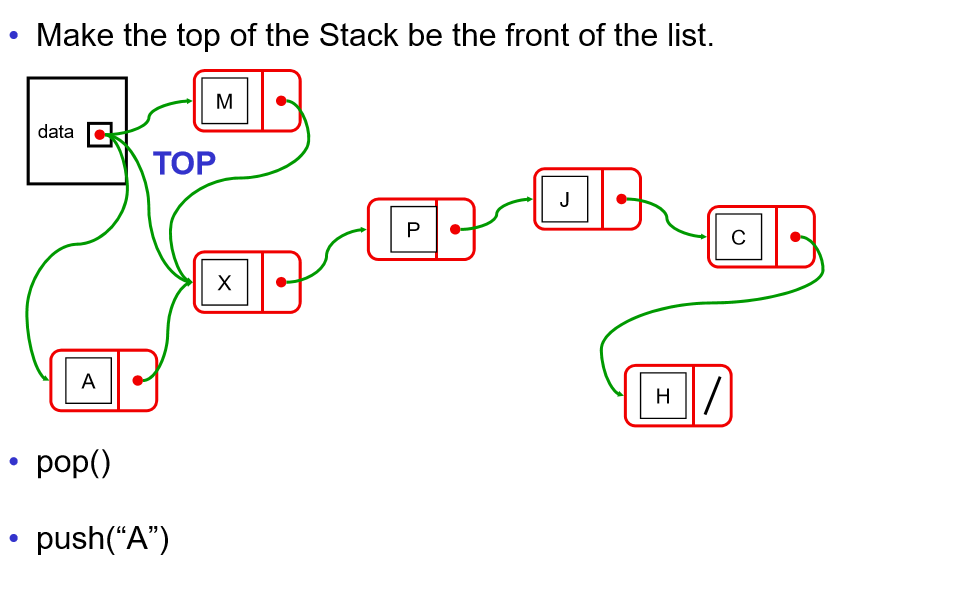 • Make the top of the Stack be the front of the list.
M
data
TOP
J
P
C
X
A
H
• pop()
• push(“A”)